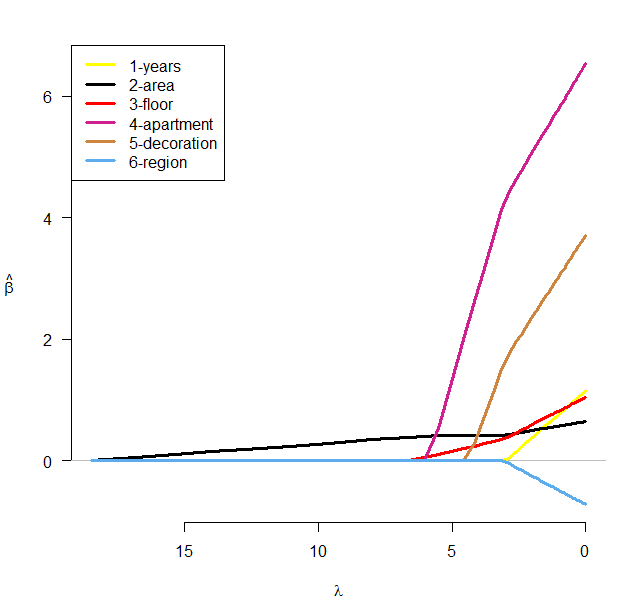 1-years
2-area
3-floor
4-apartment
5-decoration
6-region
6
4
2
0
β̂
15 10 5 0
λ